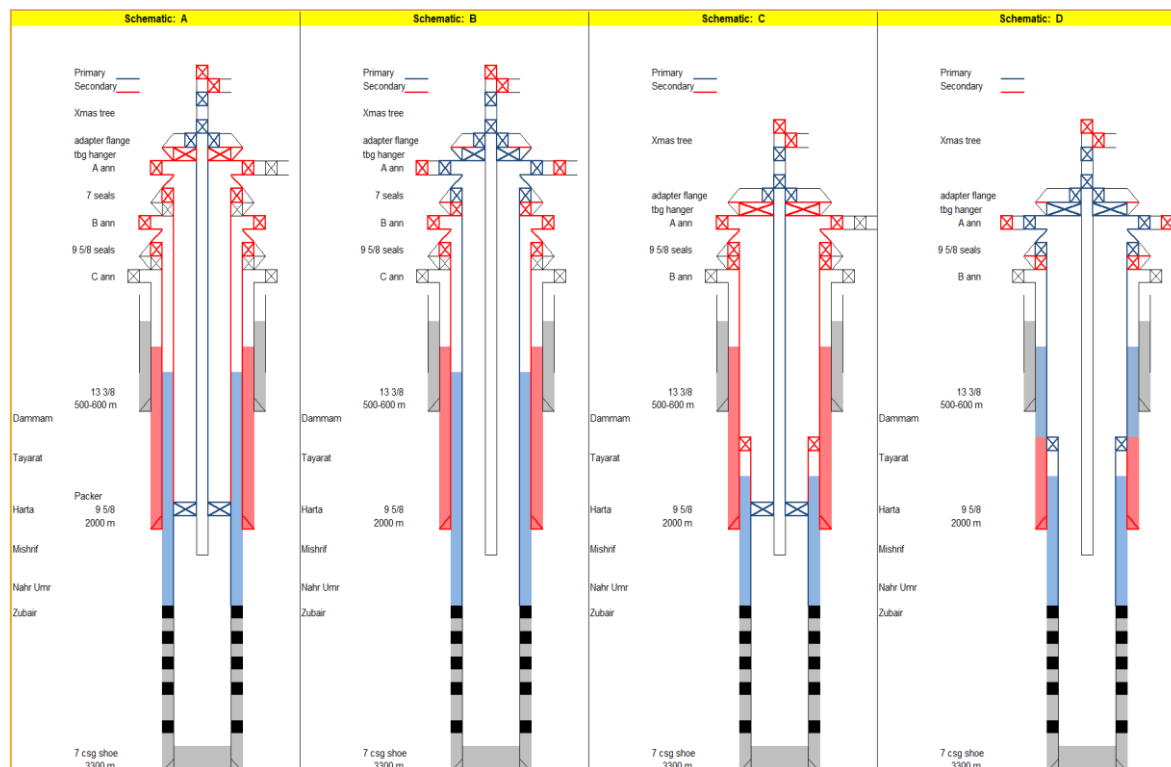 Schematic: A
Primary
Secondary
Xmas tree
adapter flange
tbg hanger
A ann
7 seals
B ann
9 5/8 seals
C ann
13 3/8
500-600 m
Dammam
Tayarat
Packer
Harta 9 5/8
2000 m
Mishrif
Nahr Umr
Zubair
7 csg shoe
3300 m
Schematic: B
Primary
Secondary
Xmas tree
adapter flange
tbg hanger
A ann
7 seals
B ann
9 5/8 seals
C ann
13 3/8
500-600 m
Dammam
Tayarat
Harta 9 5/8
2000 m
Mishrif
Nahr Umr
Zubair
7 csg shoe
3300 m
Schematic: C
Primary
Secondary
Xmas tree
adapter flange
tbg hanger
A ann
9 5/8 seals
B ann
13 3/8
500-600 m
Dammam
Tayarat
Harta 9 5/8
2000 m
Mishrif
Nahr Umr
Zubair
7 csg shoe
3300 m
Schematic: D
Primary
Secondary
Xmas tree
adapter flange
tbg hanger
A ann
9 5/8 seals
B ann
13 3/8
500-600 m
Dammam
Tayarat
Harta 9 5/8
2000 m
Mishrif
Nahr Umr
Zubair
7 csg shoe
3300 m